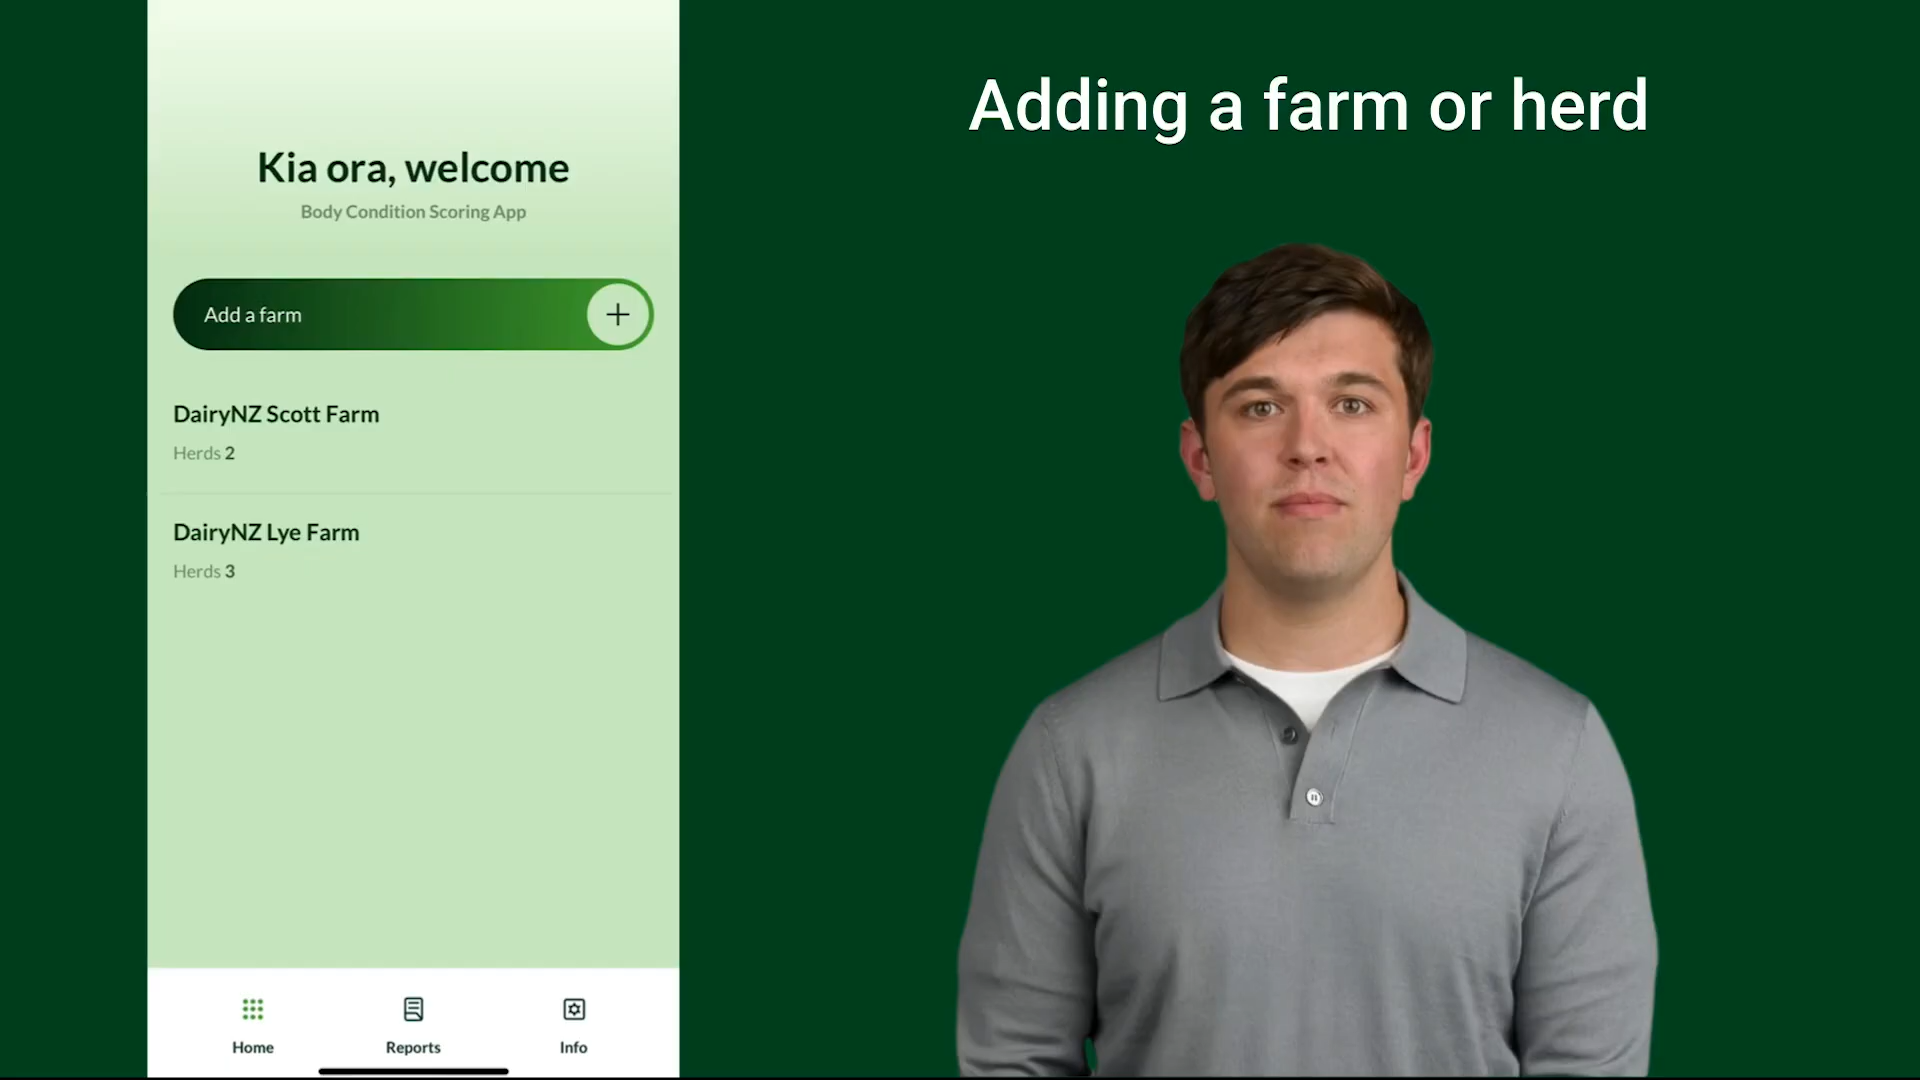 Adding a farm or herd
Kia ora, welcome
Body Condition Scoring App
Add a farm
DairyNZ Scott Farm
Herds 2
DairyNZ Lye Farm
Herds 3
Home
Reports
Info